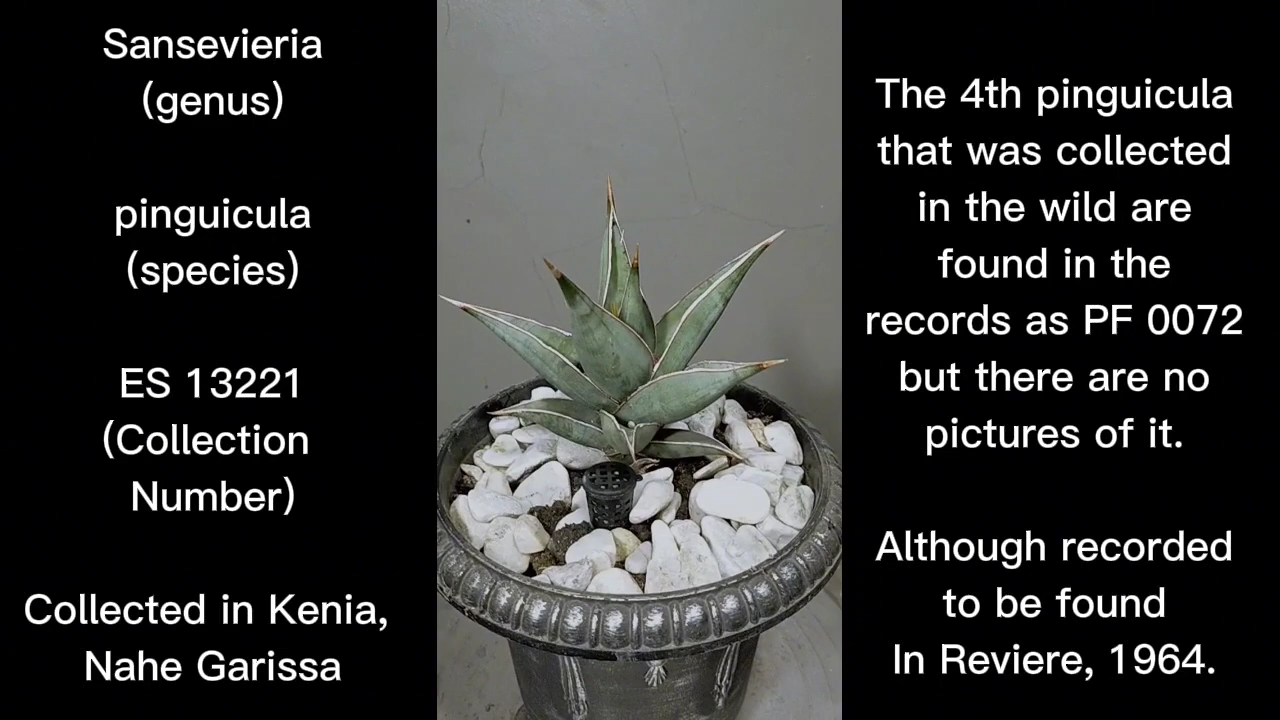 Sansevieria
(genus)
pinguicula
(species)
ES 13221
(Collection
Number)
Collected in Kenia,
Nahe Garissa
The 4th pinguicula
that was collected
in the wild are
found in the
records as PF 0072
but there are no
pictures of it.
Although recorded
to be found
In Reviere, 1964.